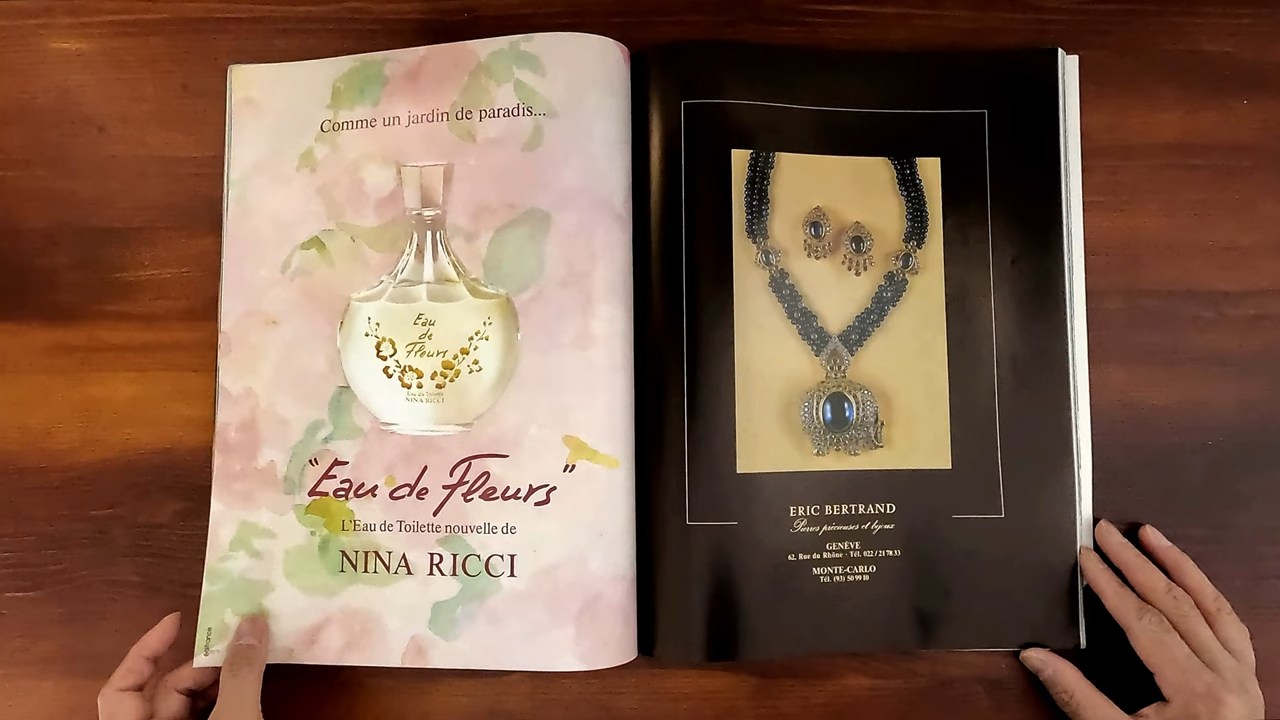 Comme un jardin de paradis...
Eau
de
Fleurs
Eau de Toilette
NINA RICCI
"Eau de Fleurs"
L'Eau de Toilette nouvelle de
NINA RICCI
ERIC BERTRAND
Pierres précieuses et bijoux
GENÈVE
62, Rue du Rhône · Tél. 022 / 21 78 33
MONTE-CARLO
Tél. (93) 50 99 10